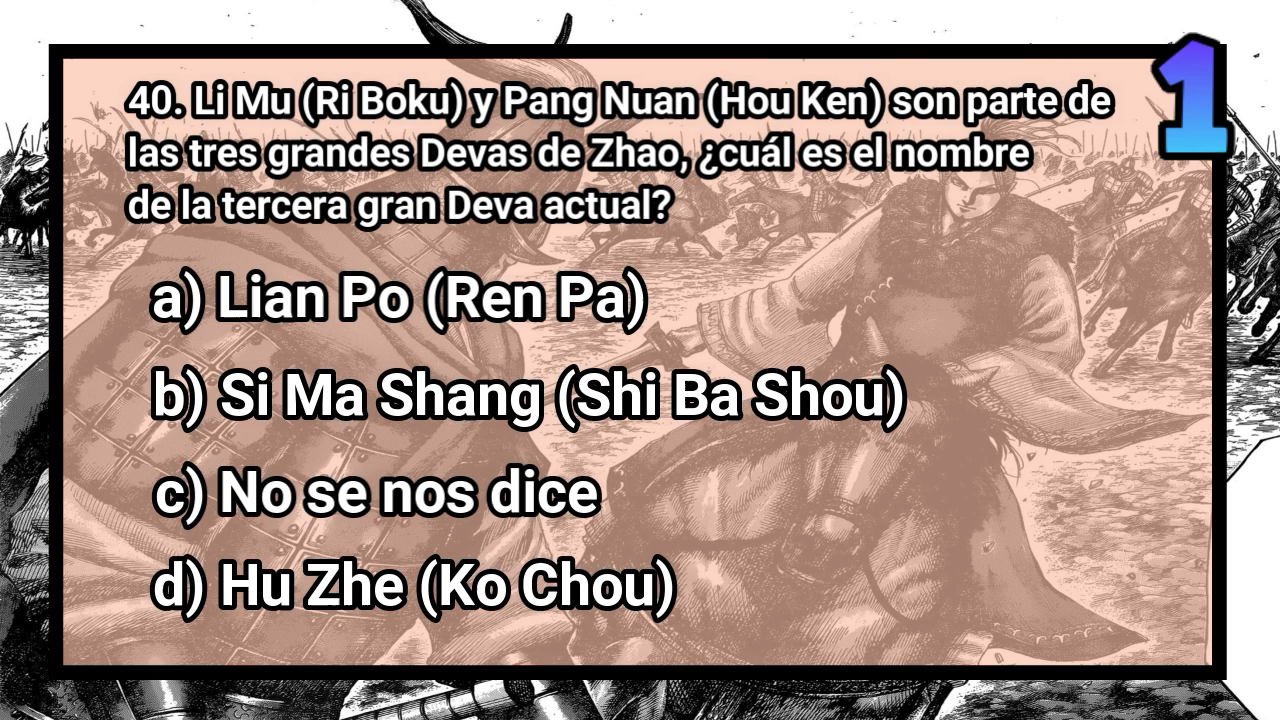 1
40. Li Mu (Ri Boku) y Pang Nuan (Hou Ken) son parte de
las tres grandes Devas de Zhao, ¿cuál es el nombre
de la tercera gran Deva actual?
a) Lian Po (Ren Pa)
b) Si Ma Shang (Shi Ba Shou)
c) No se nos dice
d) Hu Zhe (Ko Chou)